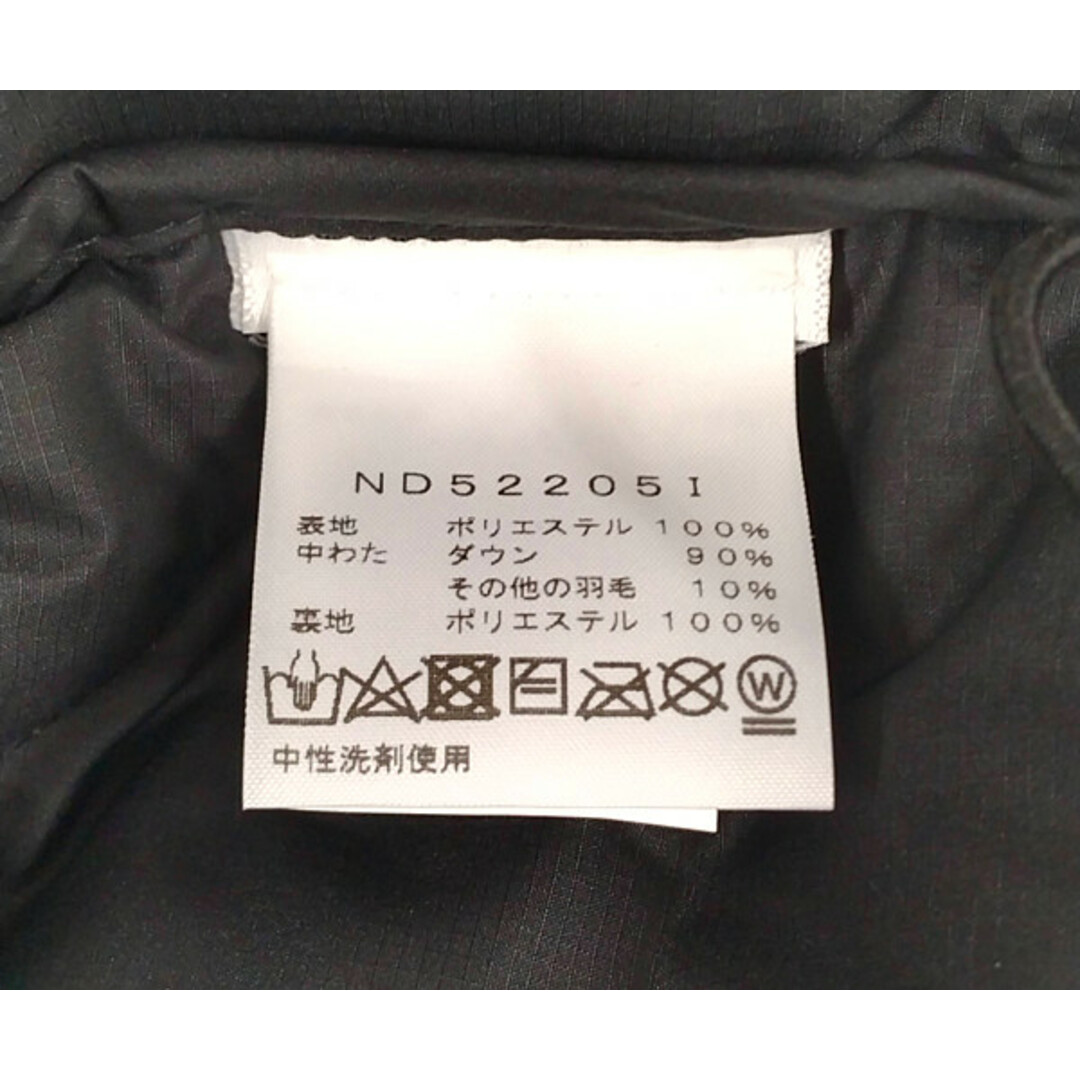 ND52205I
表地 ポリエステル 100%
中わた ダウン 90%
その他の羽毛 10%
裏地 ポリエステル 100%
W
中性洗剤使用